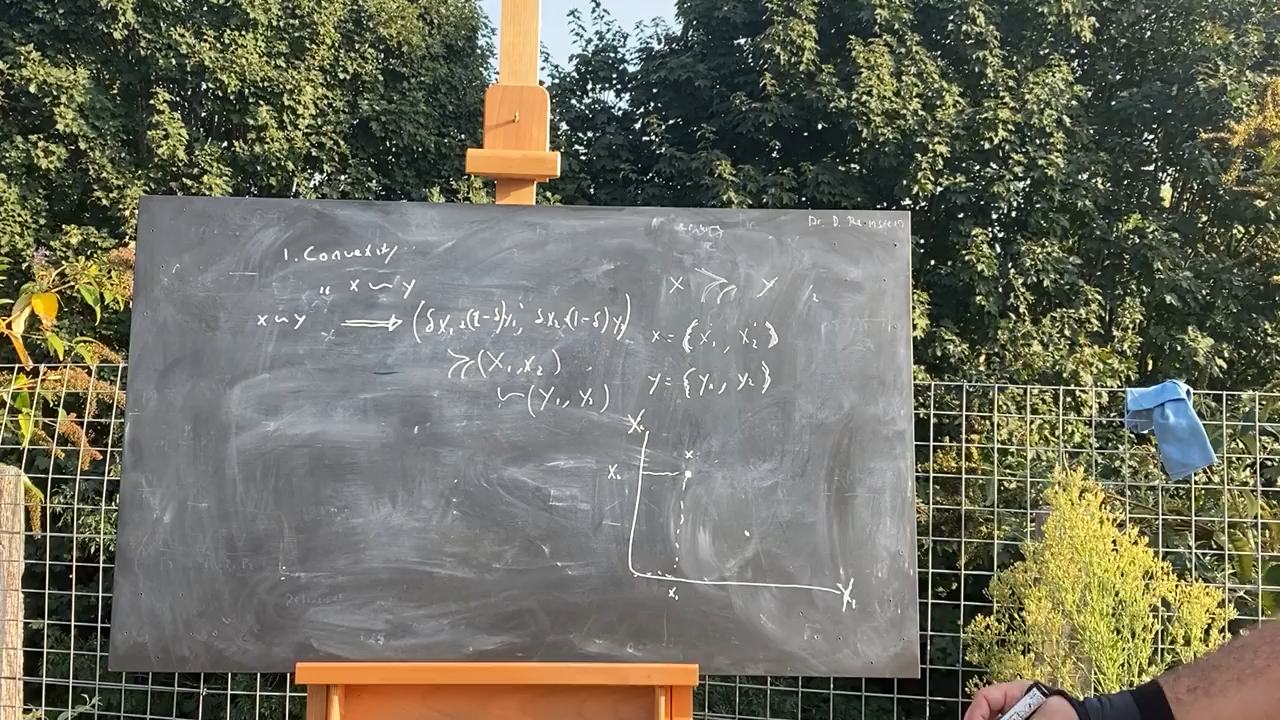 Dr. D. Reinstein
1. Convexity
" x ~ y
x ~ y ⟹ (δx₁+(1-δ)y₁, δx₂+(1-δ)y₂)
≽ (x₁, x₂)
~ (y₁, y₂)
x ≽ y
x = {x₁, x₂}
y = {y₁, y₂}
X₂
x
x₂
x₁
X₁